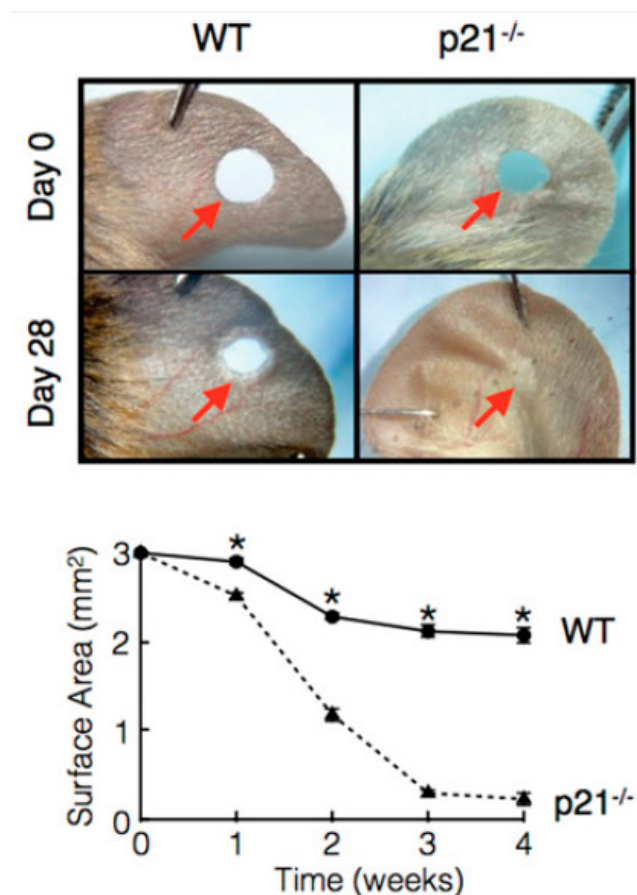 WT p21-/-
Day 0
Day 28
Surface Area (mm²)
3
2
1
0
* * * *
WT
p21-/-
0 1 2 3 4
Time (weeks)